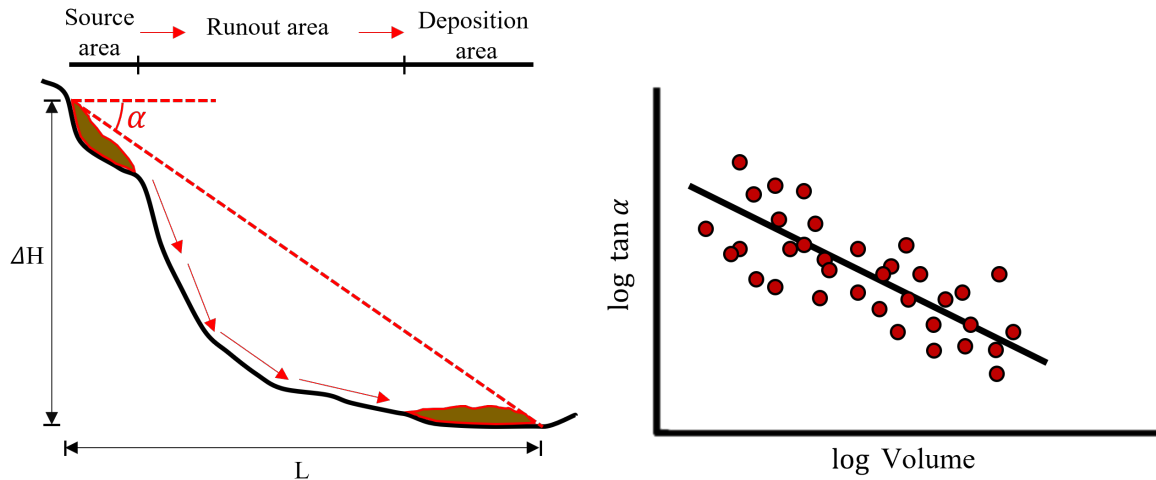 Source
area
Runout area
Deposition
area
α
ΔH
L
log tan α
log Volume